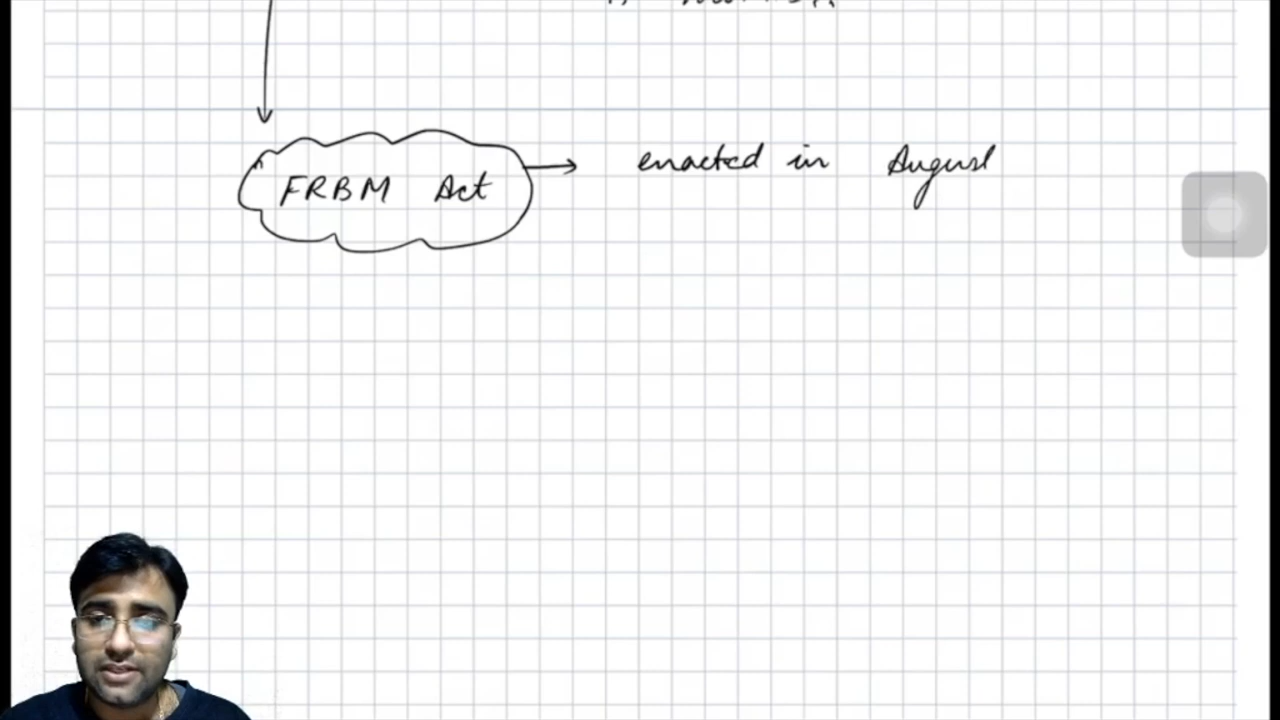 FRBM Act → enacted in August